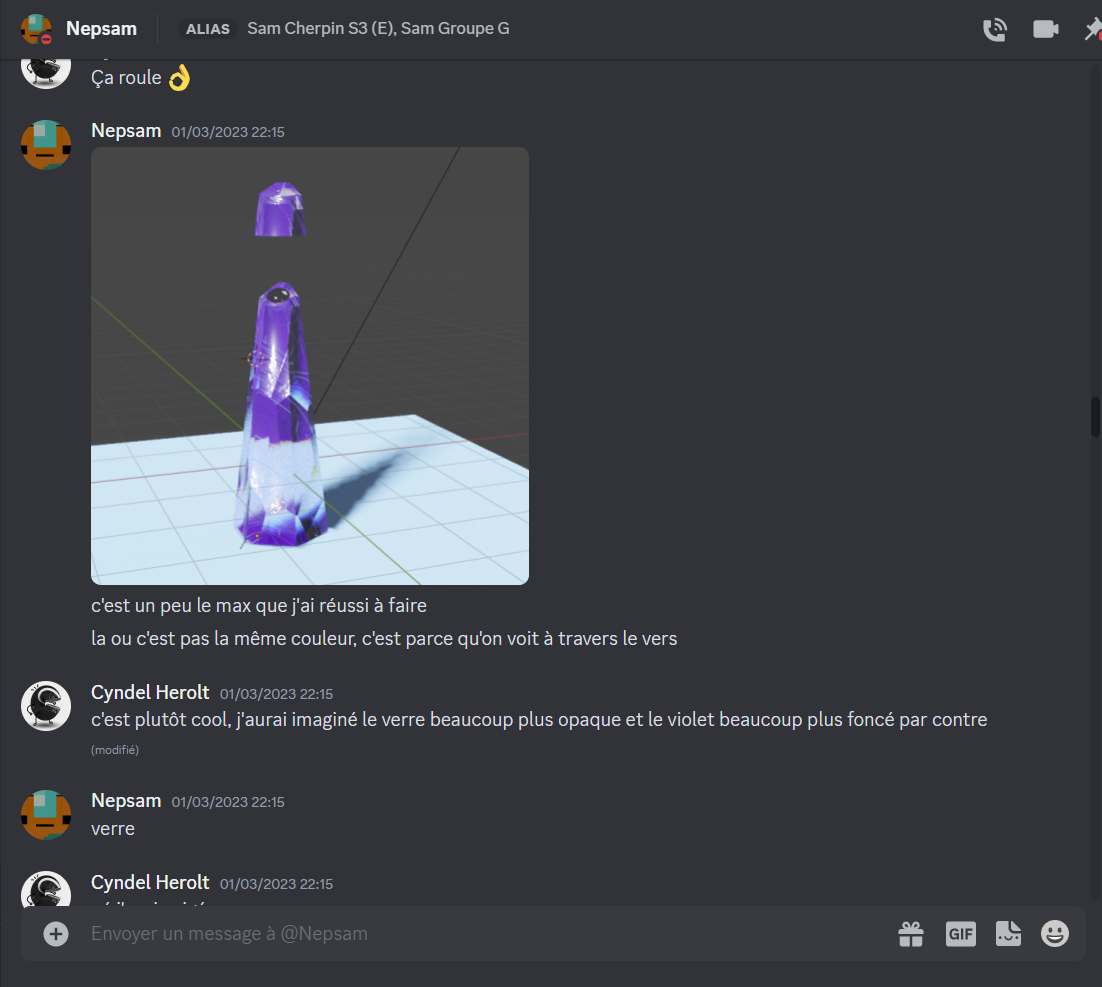 Nepsam ALIAS Sam Cherpin S3 (E), Sam Groupe G
Ça roule 👌
Nepsam 01/03/2023 22:15
c'est un peu le max que j'ai réussi à faire
la ou c'est pas la même couleur, c'est parce qu'on voit à travers le vers
Cyndel Herolt 01/03/2023 22:15
c'est plutôt cool, j'aurai imaginé le verre beaucoup plus opaque et le violet beaucoup plus foncé par contre
(modifié)
Nepsam 01/03/2023 22:15
verre
Cyndel Herolt 01/03/2023 22:15
Envoyer un message à @Nepsam
GIF